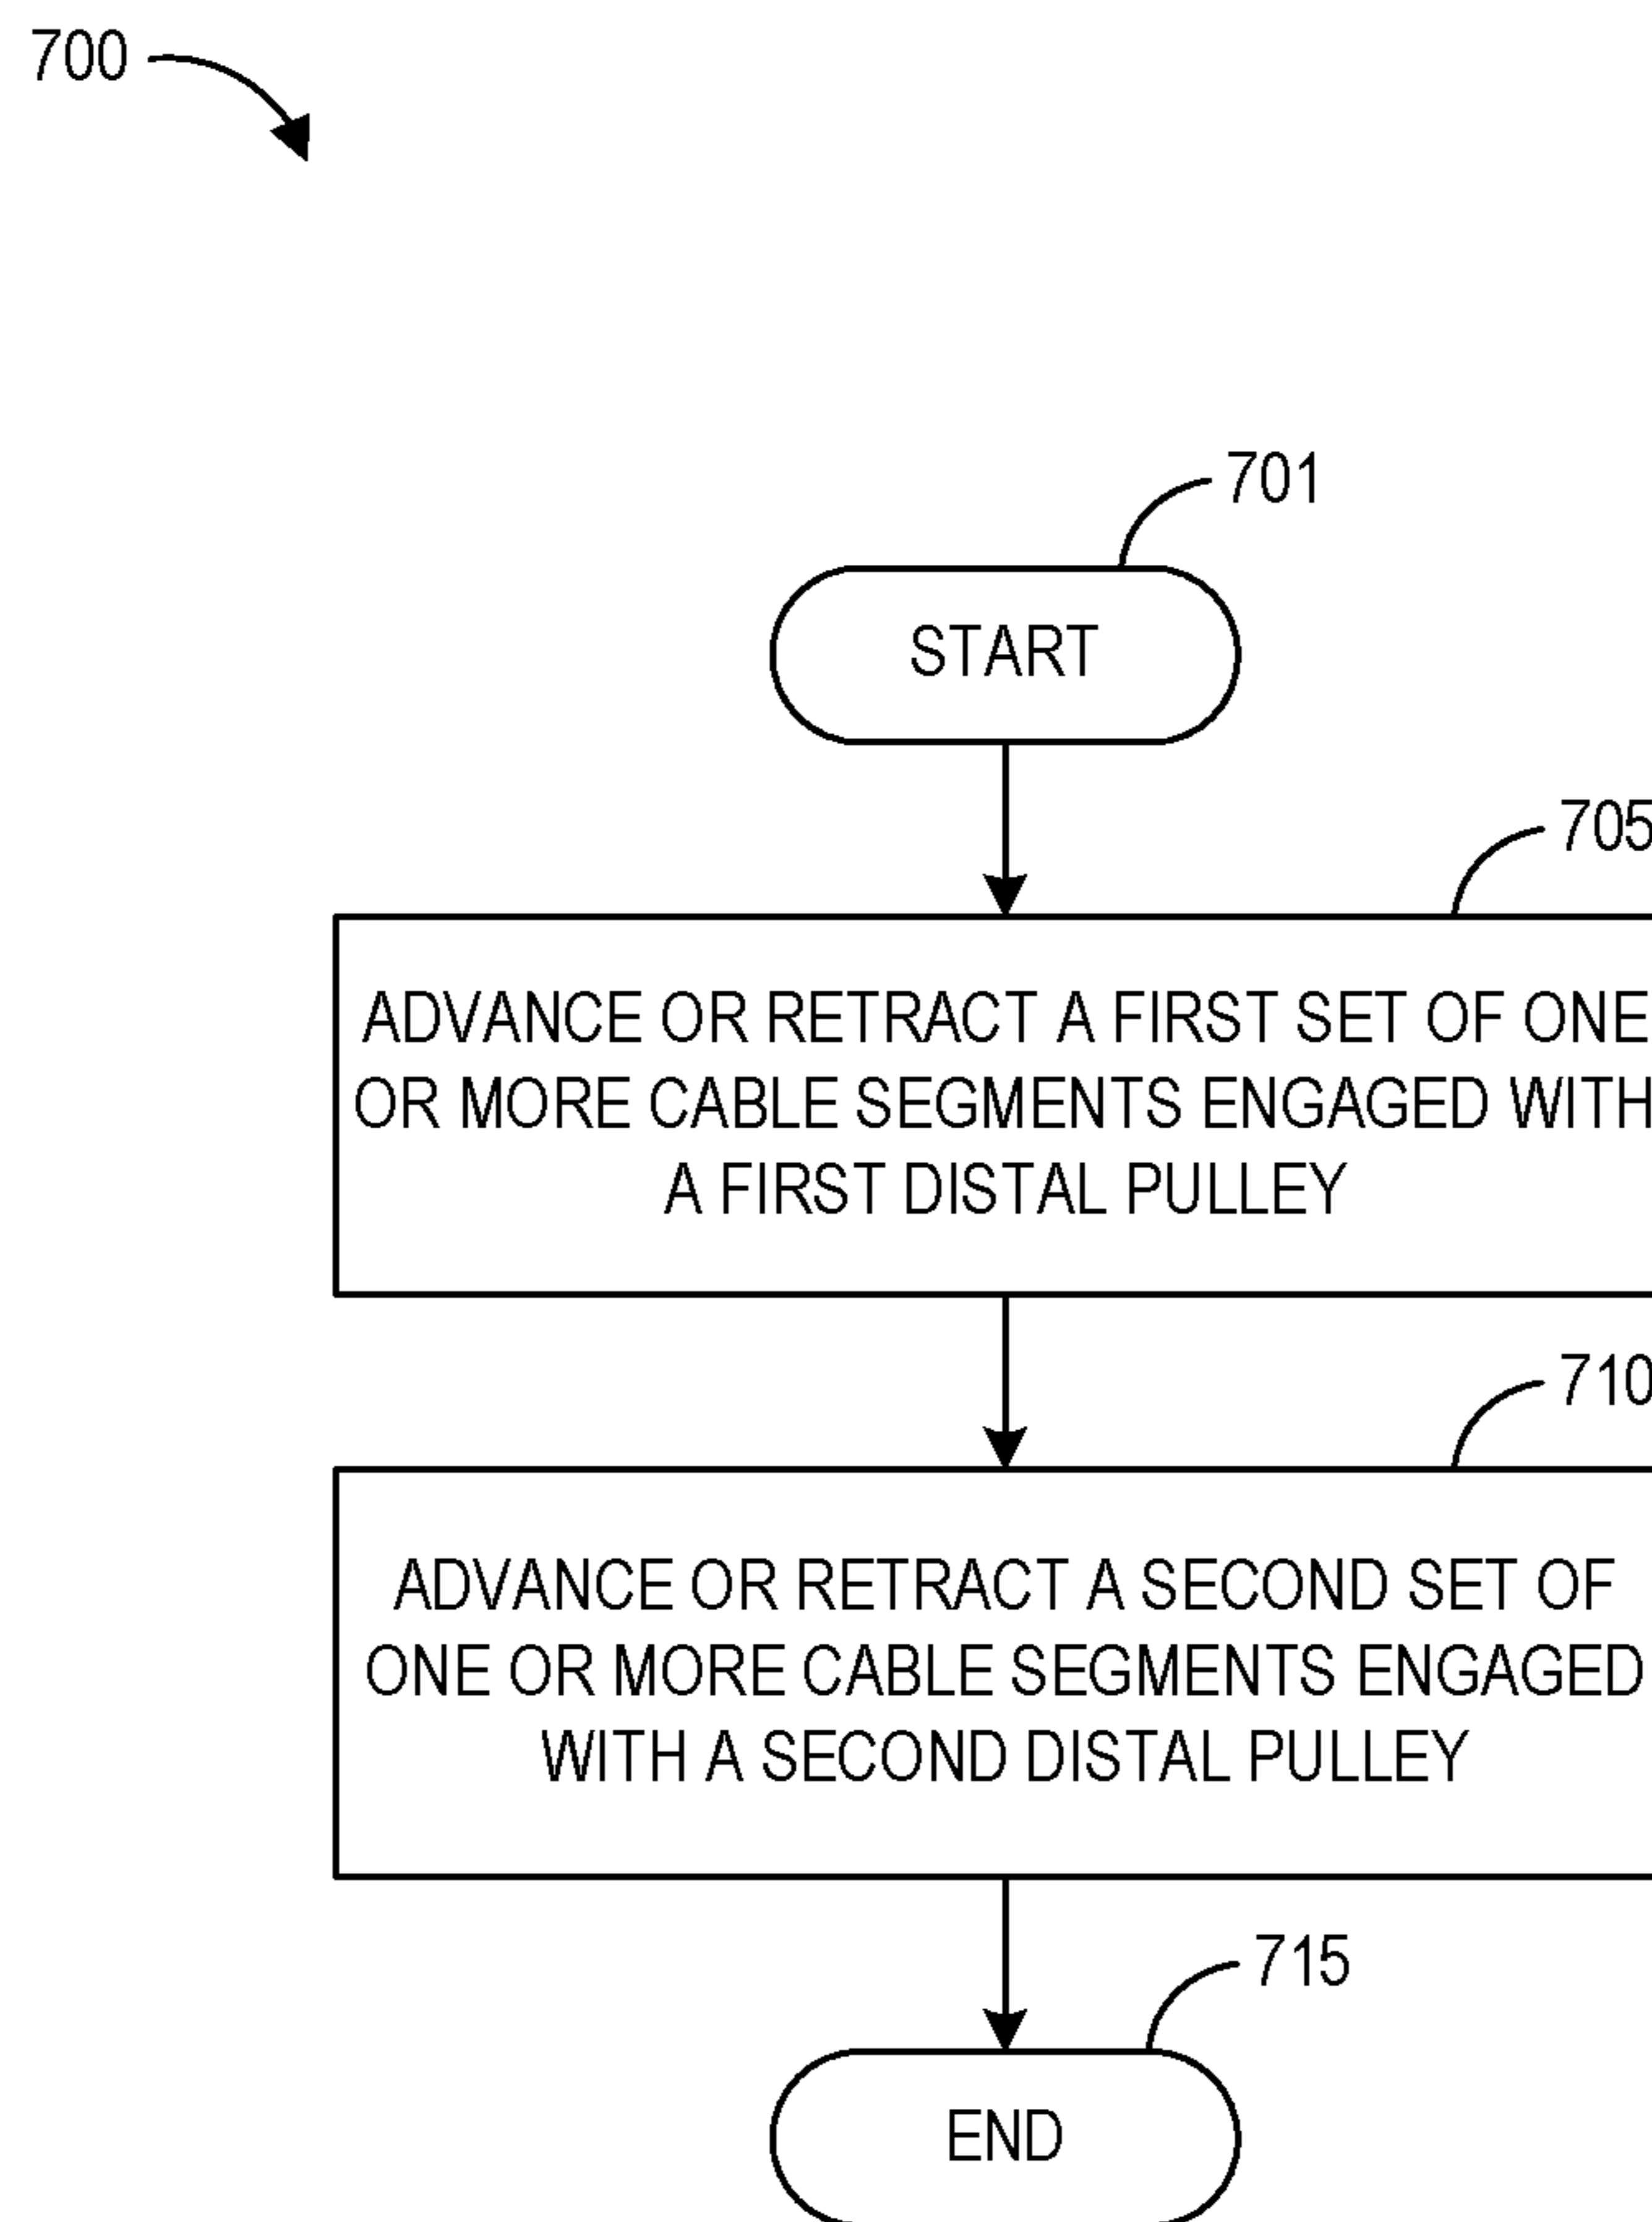 700
701
START
705
ADVANCE OR RETRACT A FIRST SET OF ONE
OR MORE CABLE SEGMENTS ENGAGED WITH
A FIRST DISTAL PULLEY
710
ADVANCE OR RETRACT A SECOND SET OF
ONE OR MORE CABLE SEGMENTS ENGAGED
WITH A SECOND DISTAL PULLEY
715
END